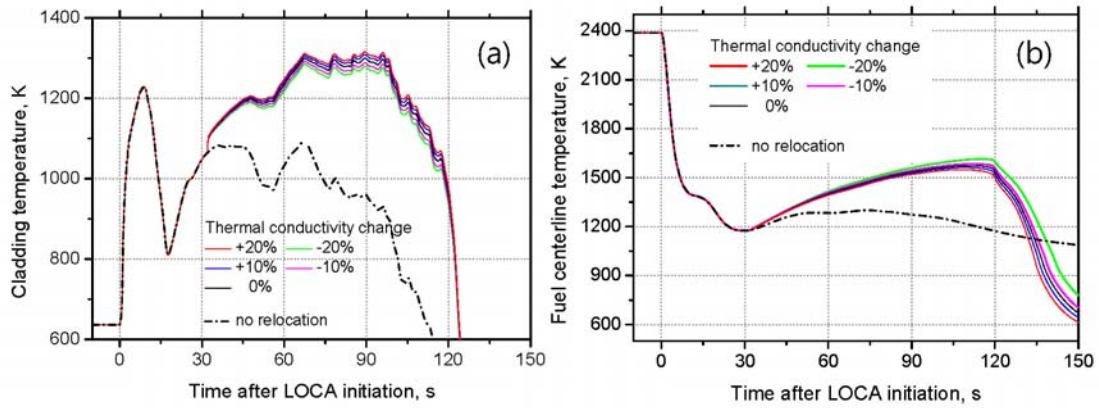 1400
1200
1000
800
600
Cladding temperature, K
(a)
Thermal conductivity change
+20% -20%
+10% -10%
0%
no relocation
0 30 60 90 120 150
Time after LOCA initiation, s
2400
2100
1800
1500
1200
900
600
Fuel centerline temperature, K
(b)
Thermal conductivity change
+20% -20%
+10% -10%
0%
no relocation
0 30 60 90 120 150
Time after LOCA initiation, s